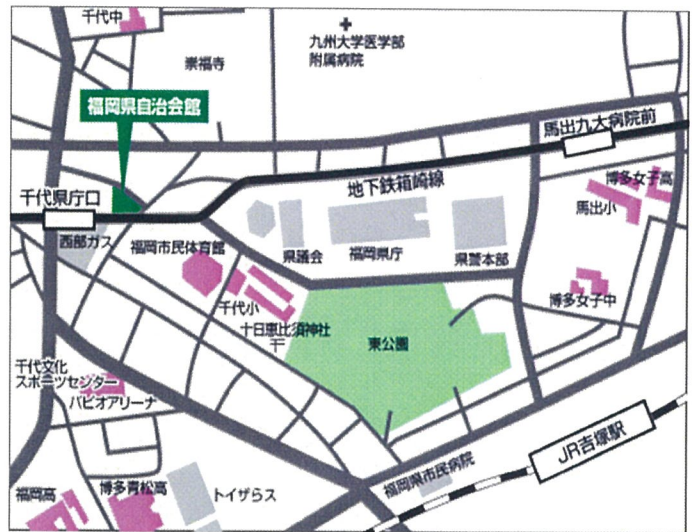 千代中
九州大学医学部
附属病院
崇福寺
福岡県自治会館
馬出九大病院前
地下鉄箱崎線
博多女子高
馬出小
千代県庁口
西部ガス
福岡市民体育館
県議会
福岡県庁
県警本部
千代小
博多女子中
十日恵比須神社
東公園
千代文化
スポーツセンター
パピオアリーナ
JR吉塚駅
福岡県市民病院
福岡高
博多青松高
トイザらス